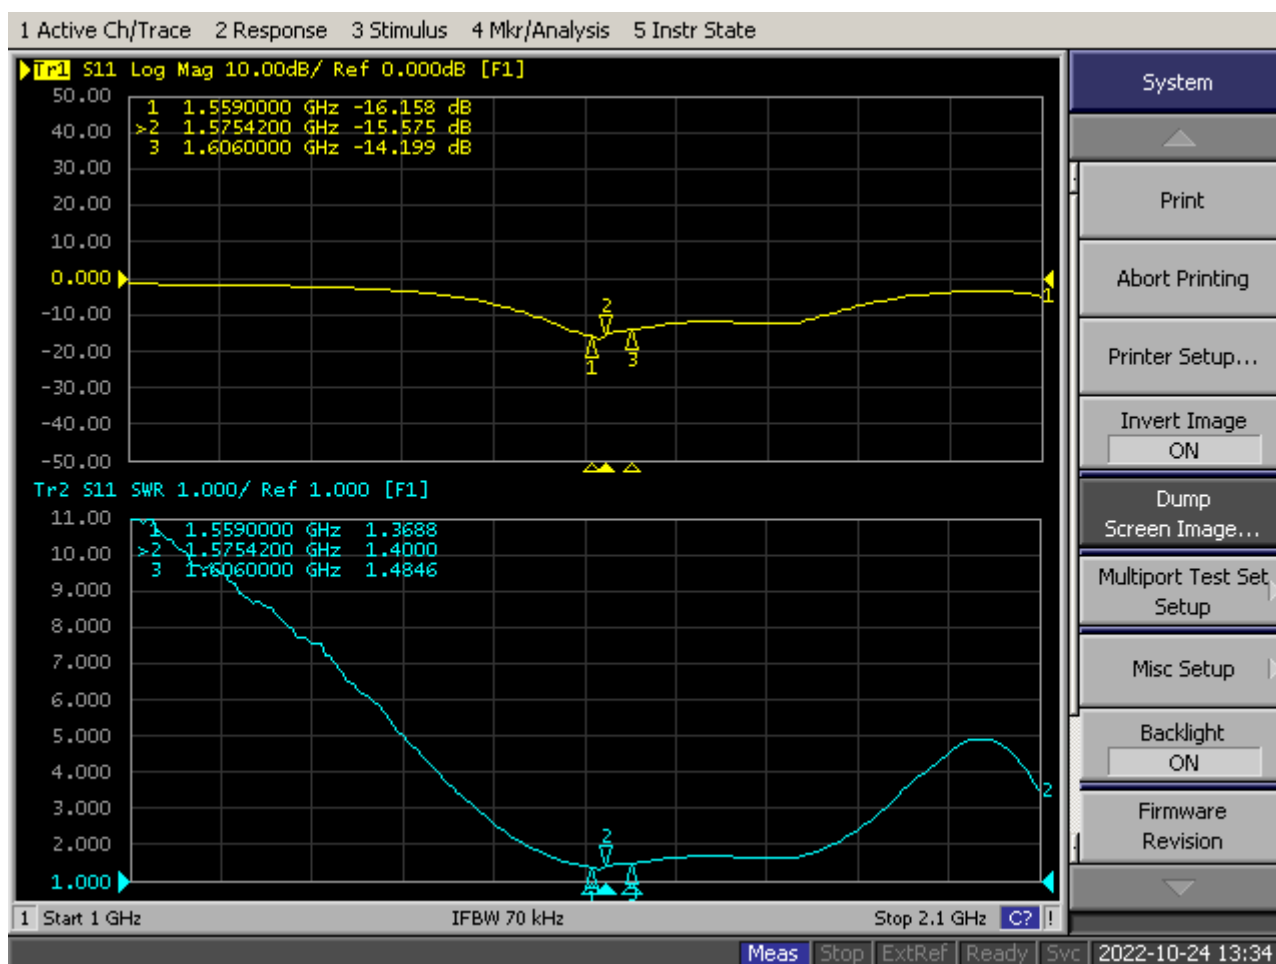 1 Active Ch/Trace 2 Response 3 Stimulus 4 Mkr/Analysis 5 Instr State
Tr1 S11 Log Mag 10.00dB/ Ref 0.000dB [F1]
50.00
1 1.5590000 GHz -16.158 dB
40.00
>2 1.5754200 GHz -15.575 dB
3 1.6060000 GHz -14.199 dB
30.00
20.00
10.00
0.000
1
-10.00
2
-20.00
1
3
-30.00
-40.00
-50.00
Tr2 S11 SWR 1.000/ Ref 1.000 [F1]
11.00
1 1.5590000 GHz 1.3688
10.00
>2 1.5754200 GHz 1.4000
3 1.6060000 GHz 1.4846
9.000
8.000
7.000
6.000
5.000
4.000
2
3.000
2.000
2
1.000
1
3
1 Start 1 GHz IFBW 70 kHz Stop 2.1 GHz C? !
System
Print
Abort Printing
Printer Setup...
Invert Image
ON
Dump
Screen Image...
Multiport Test Set
Setup
Misc Setup
Backlight
ON
Firmware
Revision
Meas Stop ExtRef Ready Svc 2022-10-24 13:34